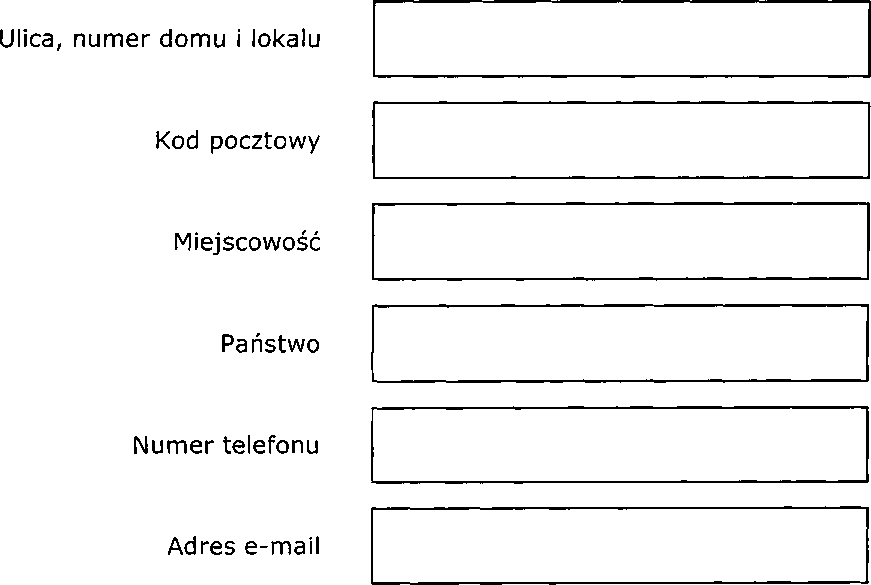 Ulica, numer domu i lokalu
Kod pocztowy
Miejscowość
Państwo
Numer telefonu
Adres e-mail